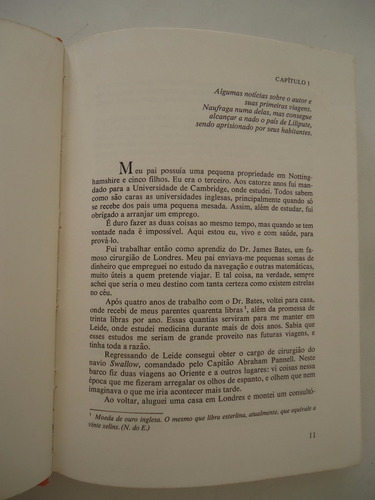 CAPÍTULO 1
Algumas notícias sobre o autor e
suas primeiras viagens.
Naufraga numa delas, mas consegue
alcançar a nado o país de Lilipute,
sendo aprisionado por seus habitantes.
Meu pai possuía uma pequena propriedade em Notting-
hamshire e cinco filhos. Eu era o terceiro. Aos catorze anos fui man-
dado para a Universidade de Cambridge, onde estudei. Todos sabem
como são caras as universidades inglesas, principalmente quando só
se recebe dos pais uma pequena mesada. Assim, além de estudar, fui
obrigado a arranjar um emprego.
É duro fazer as duas coisas ao mesmo tempo, mas quando se tem
vontade nada é impossível. Aqui estou eu, vivo e com saúde, para
prová-lo.
Fui trabalhar então como aprendiz do Dr. James Bates, um fa-
moso cirurgião de Londres. Meu pai enviava-me pequenas somas de
dinheiro que empreguei no estudo da navegação e outras matemáticas,
muito úteis a quem pretende viajar. E tal coisa, na verdade, sempre
achei que seria o meu destino com tanta certeza como existem estrelas
no céu.
Após quatro anos de trabalho com o Dr. Bates, voltei para casa,
onde recebi de meus parentes quarenta libras¹, além da promessa de
trinta libras por ano. Essas quantias serviram para me manter em
Leide, onde estudei medicina durante mais de dois anos. Sabia que
esses estudos me seriam de grande proveito nas futuras viagens, e
tinha toda a razão.
Regressando de Leide consegui obter o cargo de cirurgião do
navio Swallow, comandado pelo Capitão Abraham Pannell. Neste
barco fiz duas viagens ao Oriente e a outros lugares: vi coisas nessa
época que me fizeram arregalar os olhos de espanto, e olhem que nem
imaginava o que me iria acontecer mais tarde.
Ao voltar, aluguei uma casa em Londres e montei um consultó-
¹ Moeda de ouro inglesa. O mesmo que libra esterlina, atualmente, que equivale a
vinte xelins. (N. do E.)
11